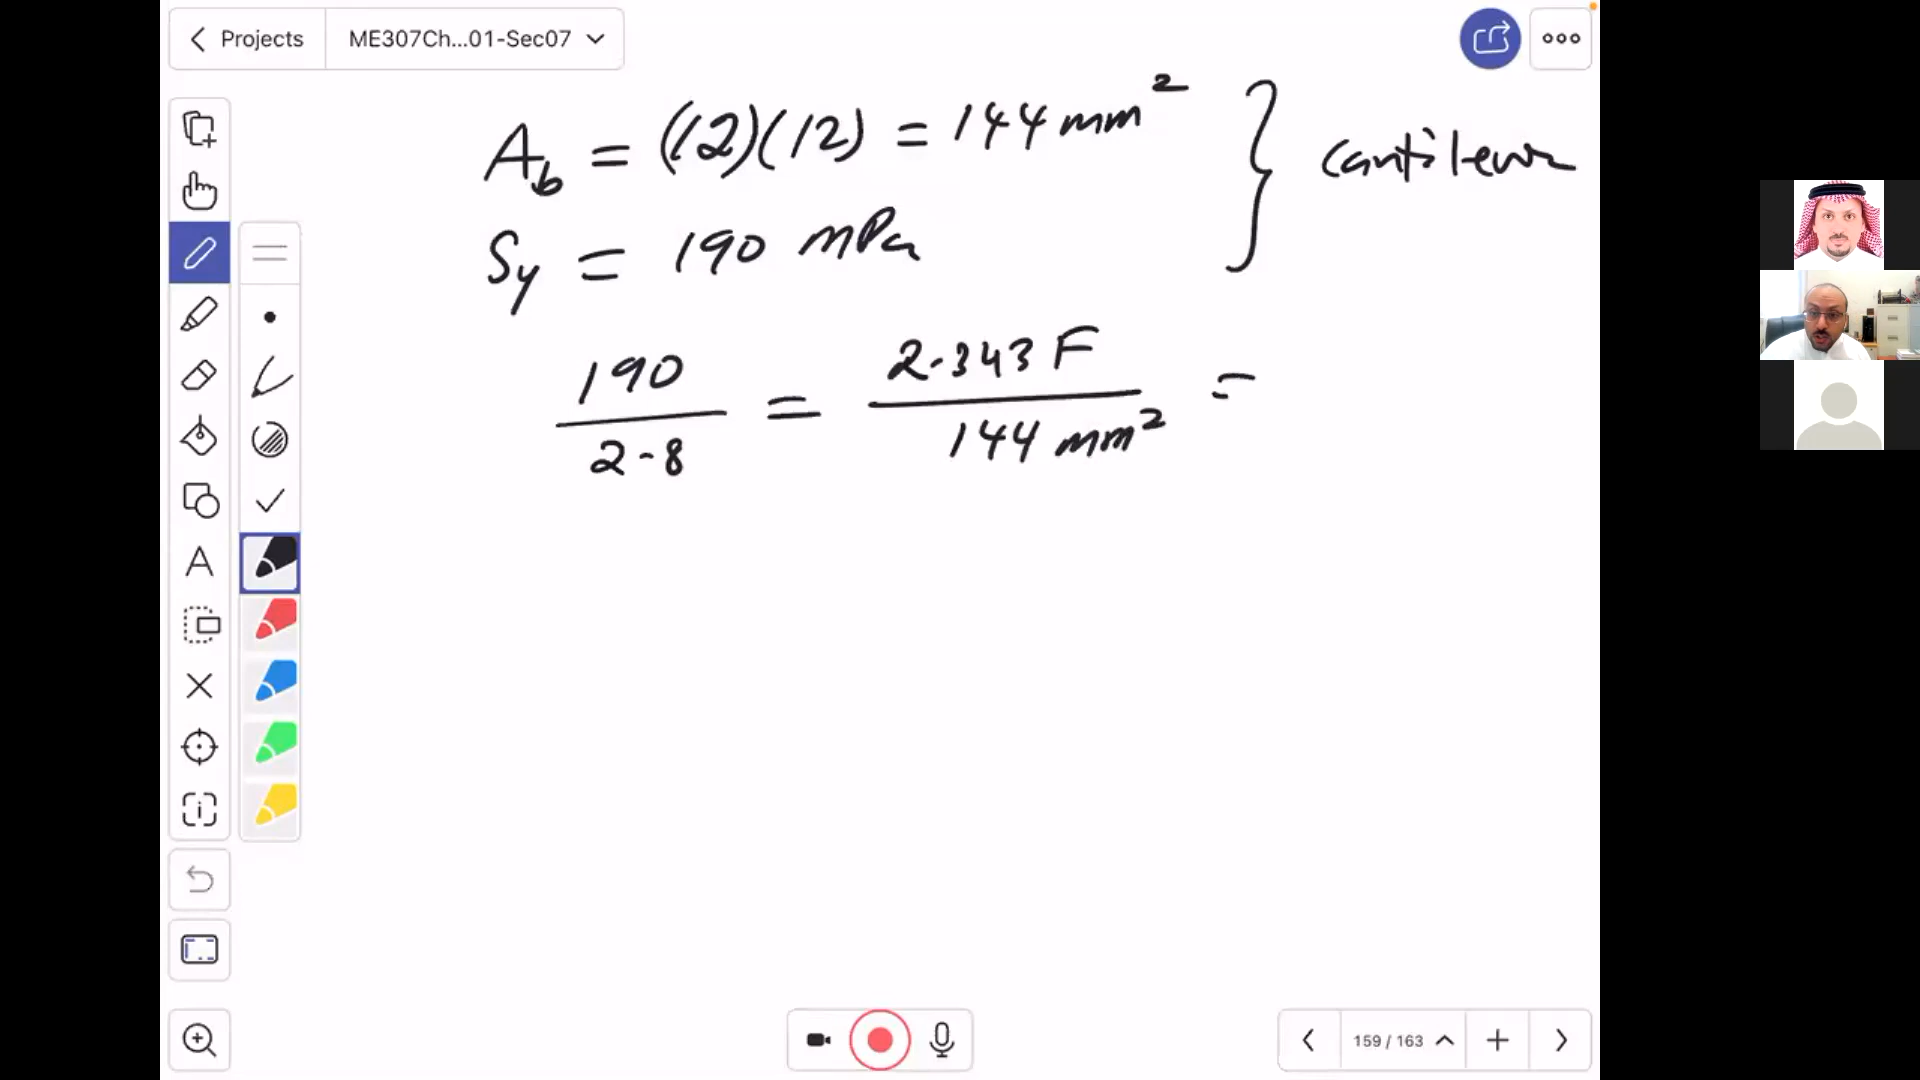 Projects
ME307Ch...01-Sec07
A_b = (12)(12) = 144 mm² } cantilever
Sy = 190 mPa
190 / 2.8 = 2.343 F / 144 mm² =
159 / 163